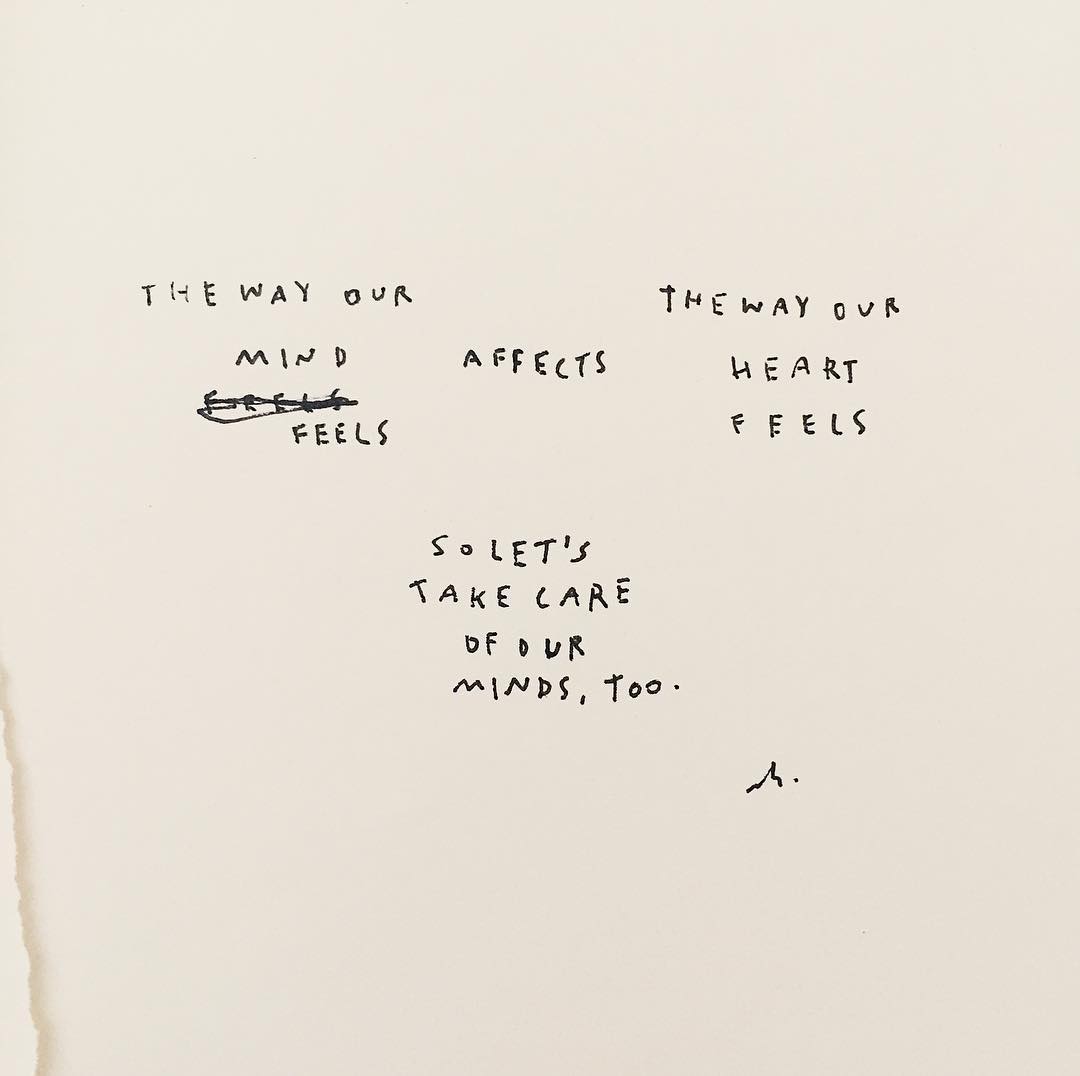 THE WAY OUR
MIND
FEELS
AFFECTS
THE WAY OUR
HEART
FEELS
SO LET'S
TAKE CARE
OF OUR
MINDS, TOO.
h.